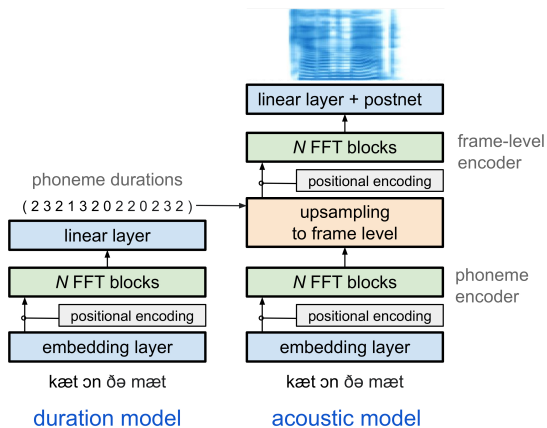 linear layer + postnet
N FFT blocks
frame-level
encoder
positional encoding
phoneme durations
( 2 3 2 1 3 2 0 2 2 0 2 3 2 )
upsampling
to frame level
linear layer
N FFT blocks
N FFT blocks
phoneme
encoder
positional encoding
positional encoding
embedding layer
embedding layer
kæt ɔn ðə mæt
kæt ɔn ðə mæt
duration model
acoustic model